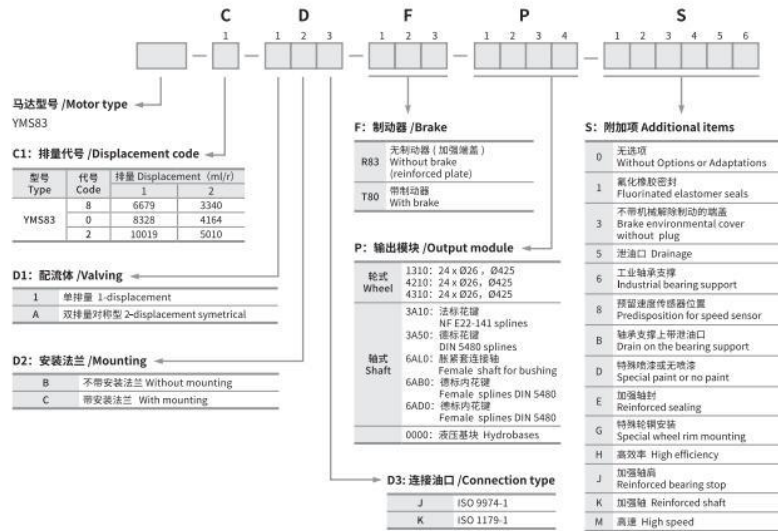 C D F P S
1 1 2 3 1 2 3 1 2 3 4 1 2 3 4 5 6
马达型号 /Motor type
YMS83
C1：排量代号 /Displacement code
型号 Type 代号 Code 排量 Displacement（ml/r）
1 2
YMS83
8 6679 3340
0 8328 4164
2 10019 5010
D1：配流体 /Valving
1 单排量 1-displacement
A 双排量对称型 2-displacement symetrical
D2：安装法兰 /Mounting
B 不带安装法兰 Without mounting
C 带安装法兰 With mounting
F：制动器 /Brake
R83 无制动器 ( 加强端盖 )
Without brake
(reinforced plate)
T80 带制动器
With brake
P：输出模块 /Output module
轮式 Wheel
1310：24 x Ø26 ，Ø425
4210：24 x Ø26，Ø425
4310：24 x Ø26，Ø425
轴式 Shaft
3A10：法标花键
NF E22-141 splines
3A50：德标花键
DIN 5480 splines
6AL0：胀紧套连接轴
Female shaft for bushing
6AB0：德标内花键
Female splines DIN 5480
6AD0：德标内花键
Female splines DIN 5480
0000：液压基块 Hydrobases
D3: 连接油口 /Connection type
J ISO 9974-1
K ISO 1179-1
S：附加项 Additional items
0 无选项
Without Options or Adaptations
1 氟化橡胶密封
Fluorinated elastomer seals
3 不带机械解除制动的端盖
Brake environmental cover
without plug
5 泄油口 Drainage
6 工业轴承支撑
Industrial bearing support
8 预留速度传感器位置
Predisposition for speed sensor
B 轴承支撑上带泄油口
Drain on the bearing support
D 特殊喷漆或无喷漆
Special paint or no paint
E 加强轴封
Reinforced sealing
G 特殊轮辋安装
Special wheel rim mounting
H 高效率 High efficiency
J 加强轴肩
Reinforced bearing stop
K 加强轴 Reinforced shaft
M 高速 High speed